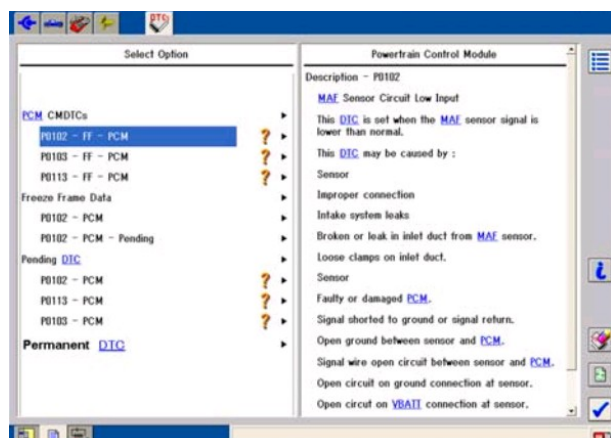 DTC
Select Option
PCM CMDTCs
P0102 - FF - PCM
P0103 - FF - PCM
P0113 - FF - PCM
Freeze Frame Data
P0102 - PCM
P0102 - PCM - Pending
Pending DTC
P0102 - PCM
P0113 - PCM
P0103 - PCM
Permanent DTC
Powertrain Control Module
Description - P0102
MAF Sensor Circuit Low Input
This DTC is set when the MAF sensor signal is
lower than normal.
This DTC may be caused by :
Sensor
Improper connection
Intake system leaks
Broken or leak in inlet duct from MAF sensor.
Loose clamps on inlet duct.
Sensor
Faulty or damaged PCM.
Signal shorted to ground or signal return.
Open ground between sensor and PCM.
Signal wire open circuit between sensor and PCM.
Open circuit on ground connection at sensor.
Open circut on VBATT connection at sensor.